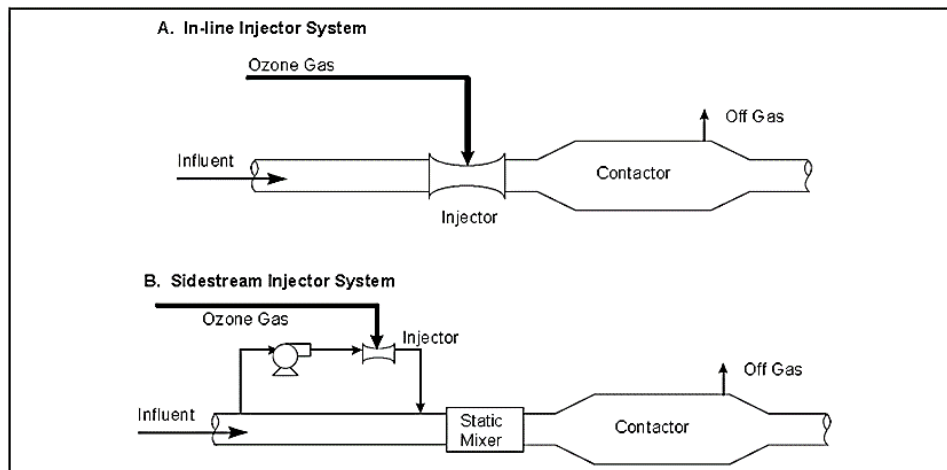 A. In-line Injector System
Ozone Gas
Off Gas
Influent
Contactor
Injector
B. Sidestream Injector System
Ozone Gas
Injector
Off Gas
Influent
Static
Mixer
Contactor